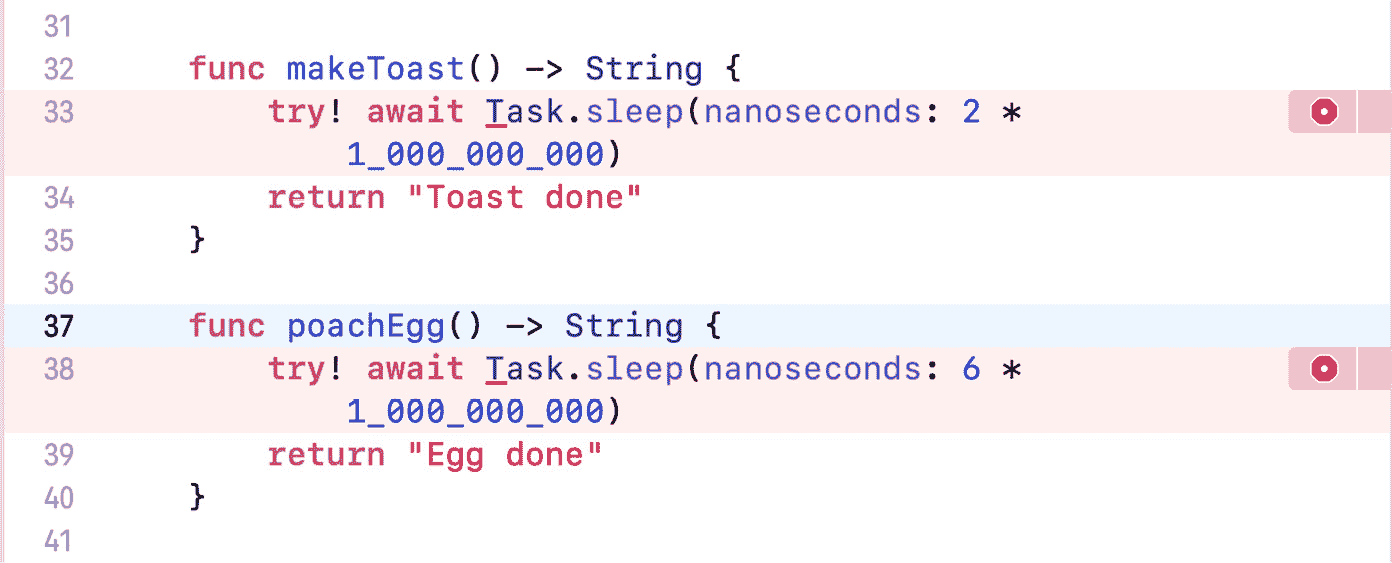 31
32 func makeToast() -> String {
33 try! await Task.sleep(nanoseconds: 2 *
1_000_000_000)
34 return "Toast done"
35 }
36
37 func poachEgg() -> String {
38 try! await Task.sleep(nanoseconds: 6 *
1_000_000_000)
39 return "Egg done"
40 }
41